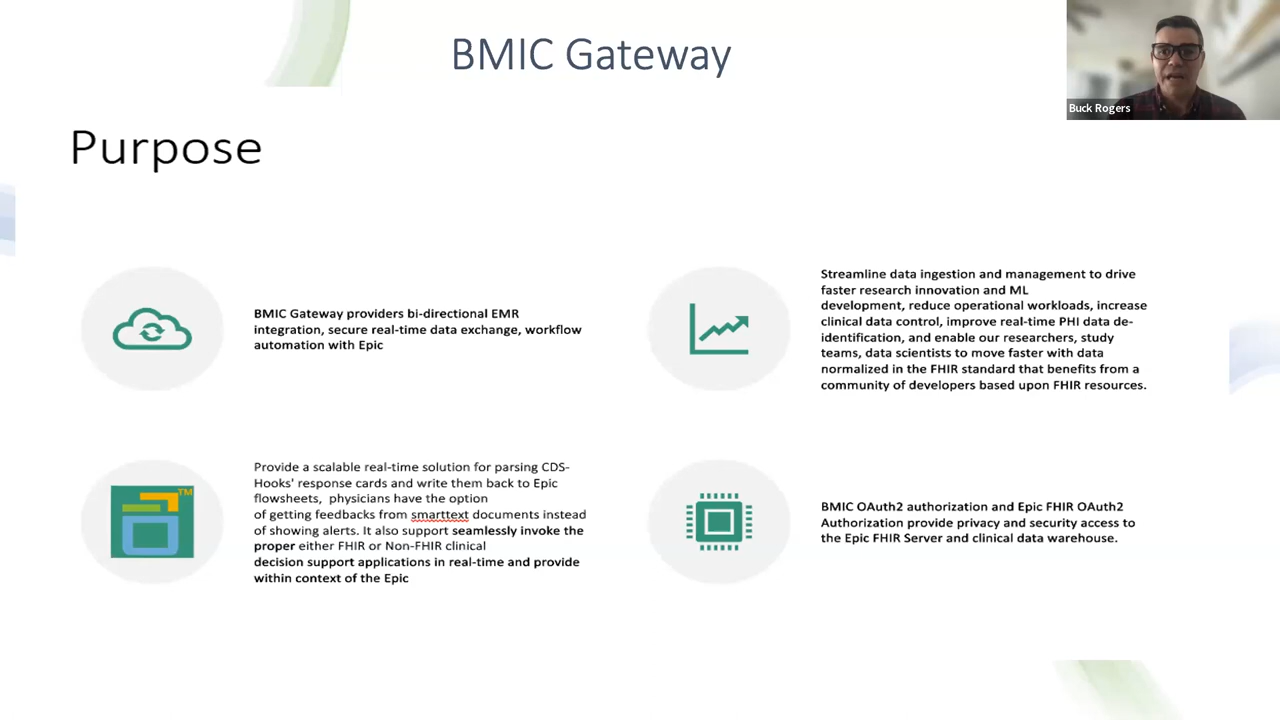 BMIC Gateway
Buck Rogers
Purpose
BMIC Gateway providers bi-directional EMR
integration, secure real-time data exchange, workflow
automation with Epic
Streamline data ingestion and management to drive
faster research innovation and ML
development, reduce operational workloads, increase
clinical data control, improve real-time PHI data de-
identification, and enable our researchers, study
teams, data scientists to move faster with data
normalized in the FHIR standard that benefits from a
community of developers based upon FHIR resources.
TM
Provide a scalable real-time solution for parsing CDS-
Hooks' response cards and write them back to Epic
flowsheets, physicians have the option
of getting feedbacks from smarttext documents instead
of showing alerts. It also support seamlessly invoke the
proper either FHIR or Non-FHIR clinical
decision support applications in real-time and provide
within context of the Epic
BMIC OAuth2 authorization and Epic FHIR OAuth2
Authorization provide privacy and security access to
the Epic FHIR Server and clinical data warehouse.